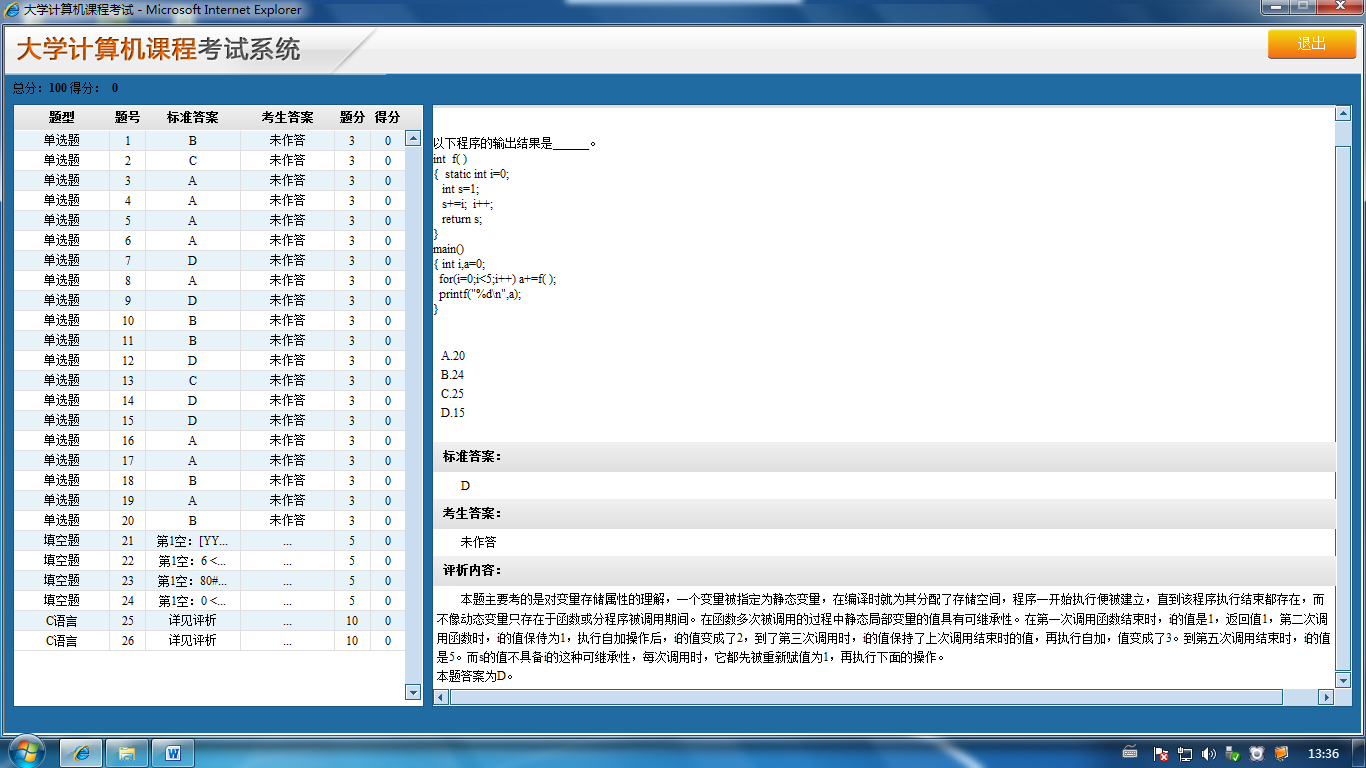 大学计算机课程考试 - Microsoft Internet Explorer
大学计算机课程考试系统
退出
总分：100 得分： 0
题型 题号 标准答案 考生答案 题分 得分
单选题 1 B 未作答 3 0
单选题 2 C 未作答 3 0
单选题 3 A 未作答 3 0
单选题 4 A 未作答 3 0
单选题 5 A 未作答 3 0
单选题 6 A 未作答 3 0
单选题 7 D 未作答 3 0
单选题 8 A 未作答 3 0
单选题 9 D 未作答 3 0
单选题 10 B 未作答 3 0
单选题 11 B 未作答 3 0
单选题 12 D 未作答 3 0
单选题 13 C 未作答 3 0
单选题 14 D 未作答 3 0
单选题 15 D 未作答 3 0
单选题 16 A 未作答 3 0
单选题 17 A 未作答 3 0
单选题 18 B 未作答 3 0
单选题 19 A 未作答 3 0
单选题 20 B 未作答 3 0
填空题 21 第1空：[YY... ... 5 0
填空题 22 第1空：6 <... ... 5 0
填空题 23 第1空：80#... ... 5 0
填空题 24 第1空：0 <... ... 5 0
C语言 25 详见评析 ... 10 0
C语言 26 详见评析 ... 10 0
以下程序的输出结果是______。
int f( )
{ static int i=0;
int s=1;
s+=i; i++;
return s;
}
main()
{ int i,a=0;
for(i=0;i<5;i++) a+=f( );
printf("%d\n",a);
}
A.20
B.24
C.25
D.15
标准答案：
D
考生答案：
未作答
评析内容：
本题主要考的是对变量存储属性的理解，一个变量被指定为静态变量，在编译时就为其分配了存储空间，程序一开始执行便被建立，直到该程序执行结束都存在，而
不像动态变量只存在于函数或分程序被调用期间。在函数多次被调用的过程中静态局部变量的值具有可继承性。在第一次调用函数结束时，i的值是1，返回值1，第二次调
用函数时，i的值保侍为1，执行自加操作后，i的值变成了2，到了第三次调用时，i的值保持了上次调用结束时的值，再执行自加，值变成了3。到第五次调用结束时，i的值
是5。而s的值不具备i的这种可继承性，每次调用时，它都先被重新赋值为1，再执行下面的操作。
本题答案为D。
13:36